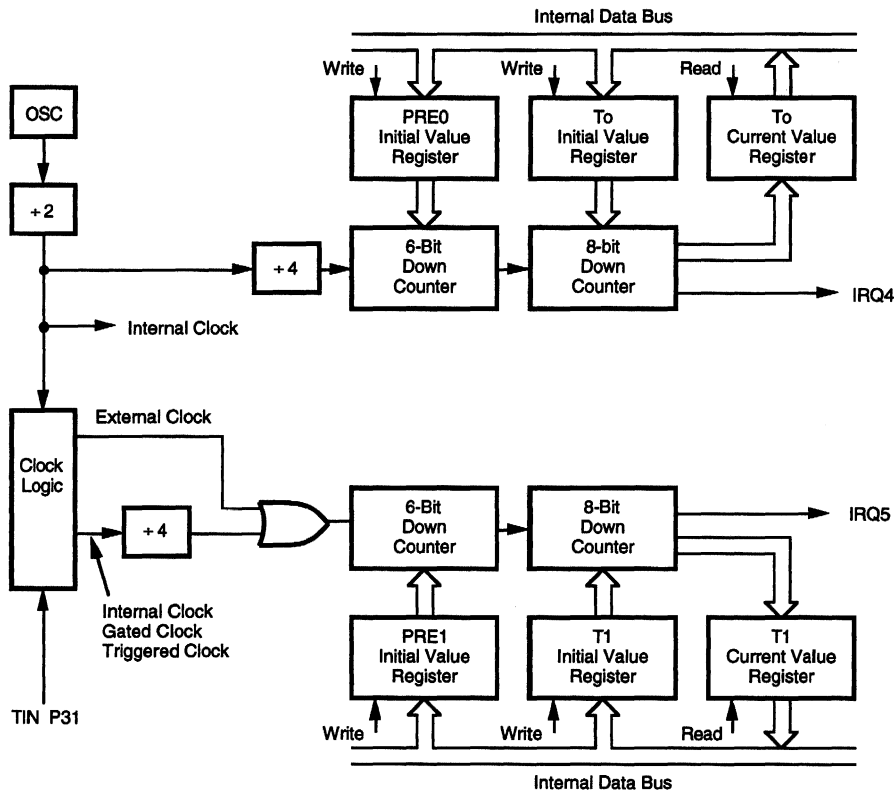 Internal Data Bus
Write
Write
Read
OSC
PRE0
Initial Value
Register
To
Initial Value
Register
To
Current Value
Register
÷2
÷4
6-Bit
Down
Counter
8-bit
Down
Counter
IRQ4
Internal Clock
External Clock
Clock
Logic
÷4
6-Bit
Down
Counter
8-Bit
Down
Counter
IRQ5
Internal Clock
Gated Clock
Triggered Clock
PRE1
Initial Value
Register
T1
Initial Value
Register
T1
Current Value
Register
TIN P31
Write
Write
Read
Internal Data Bus